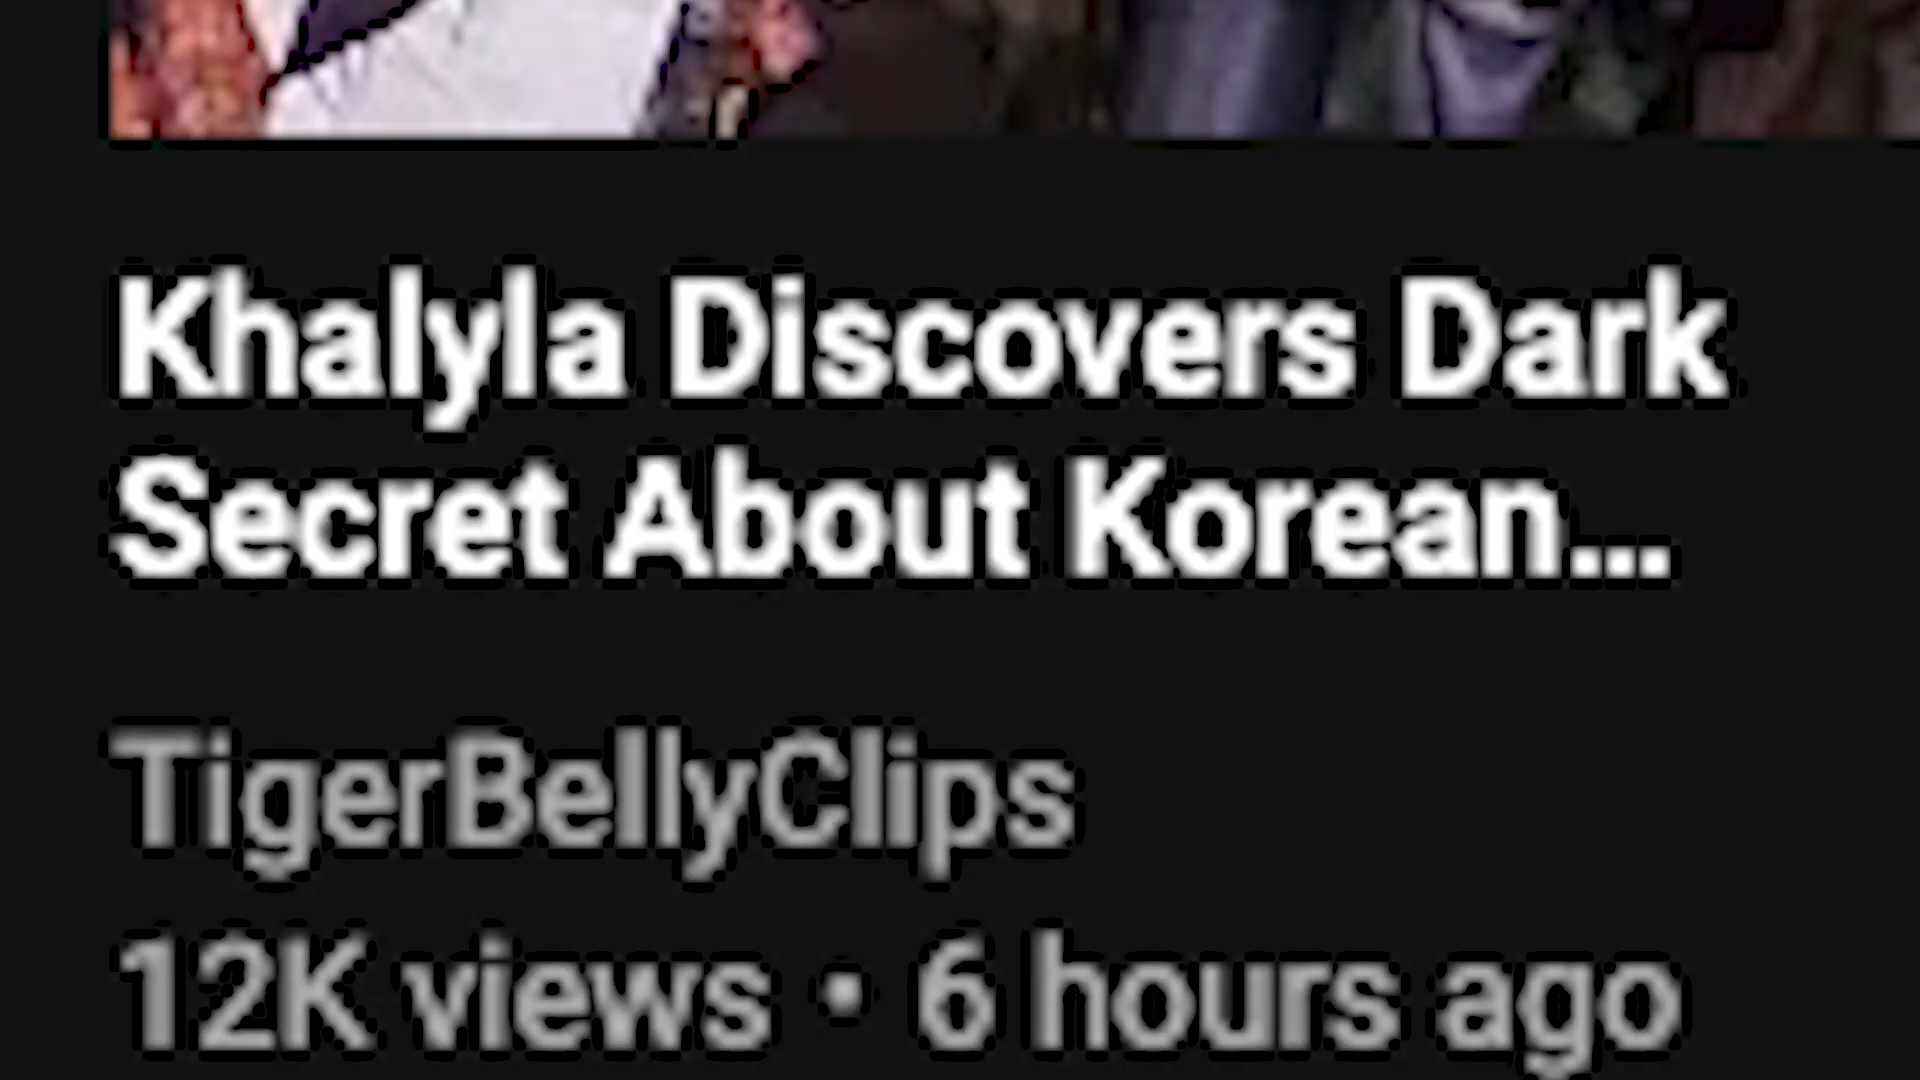 Khalyla Discovers Dark
Secret About Korean...
TigerBellyClips
12K views • 6 hours ago